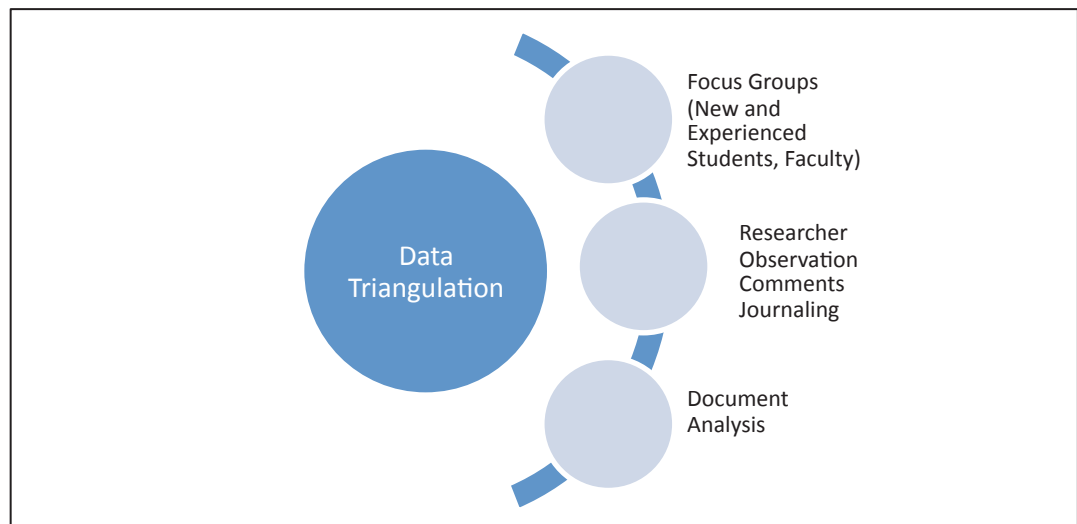 Data
Triangulation
Focus Groups
(New and
Experienced
Students, Faculty)
Researcher
Observation
Comments
Journaling
Document
Analysis